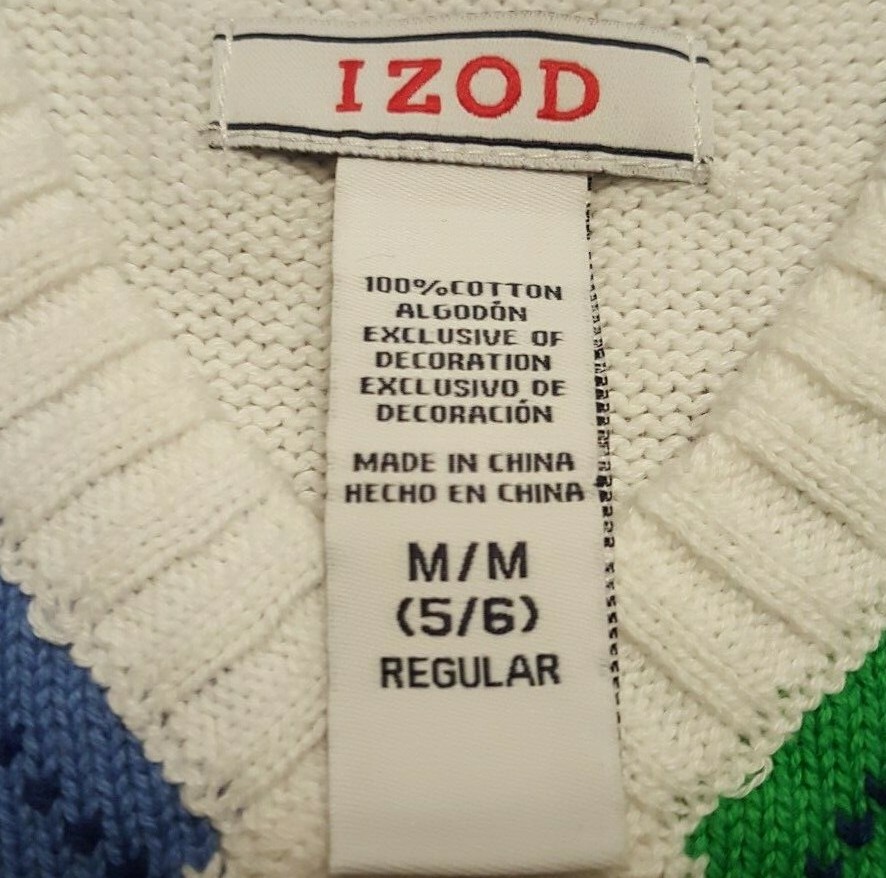 IZOD
100%COTTON
ALGODÓN
EXCLUSIVE OF
DECORATION
EXCLUSIVO DE
DECORACIÓN
MADE IN CHINA
HECHO EN CHINA
M/M
(5/6)
REGULAR